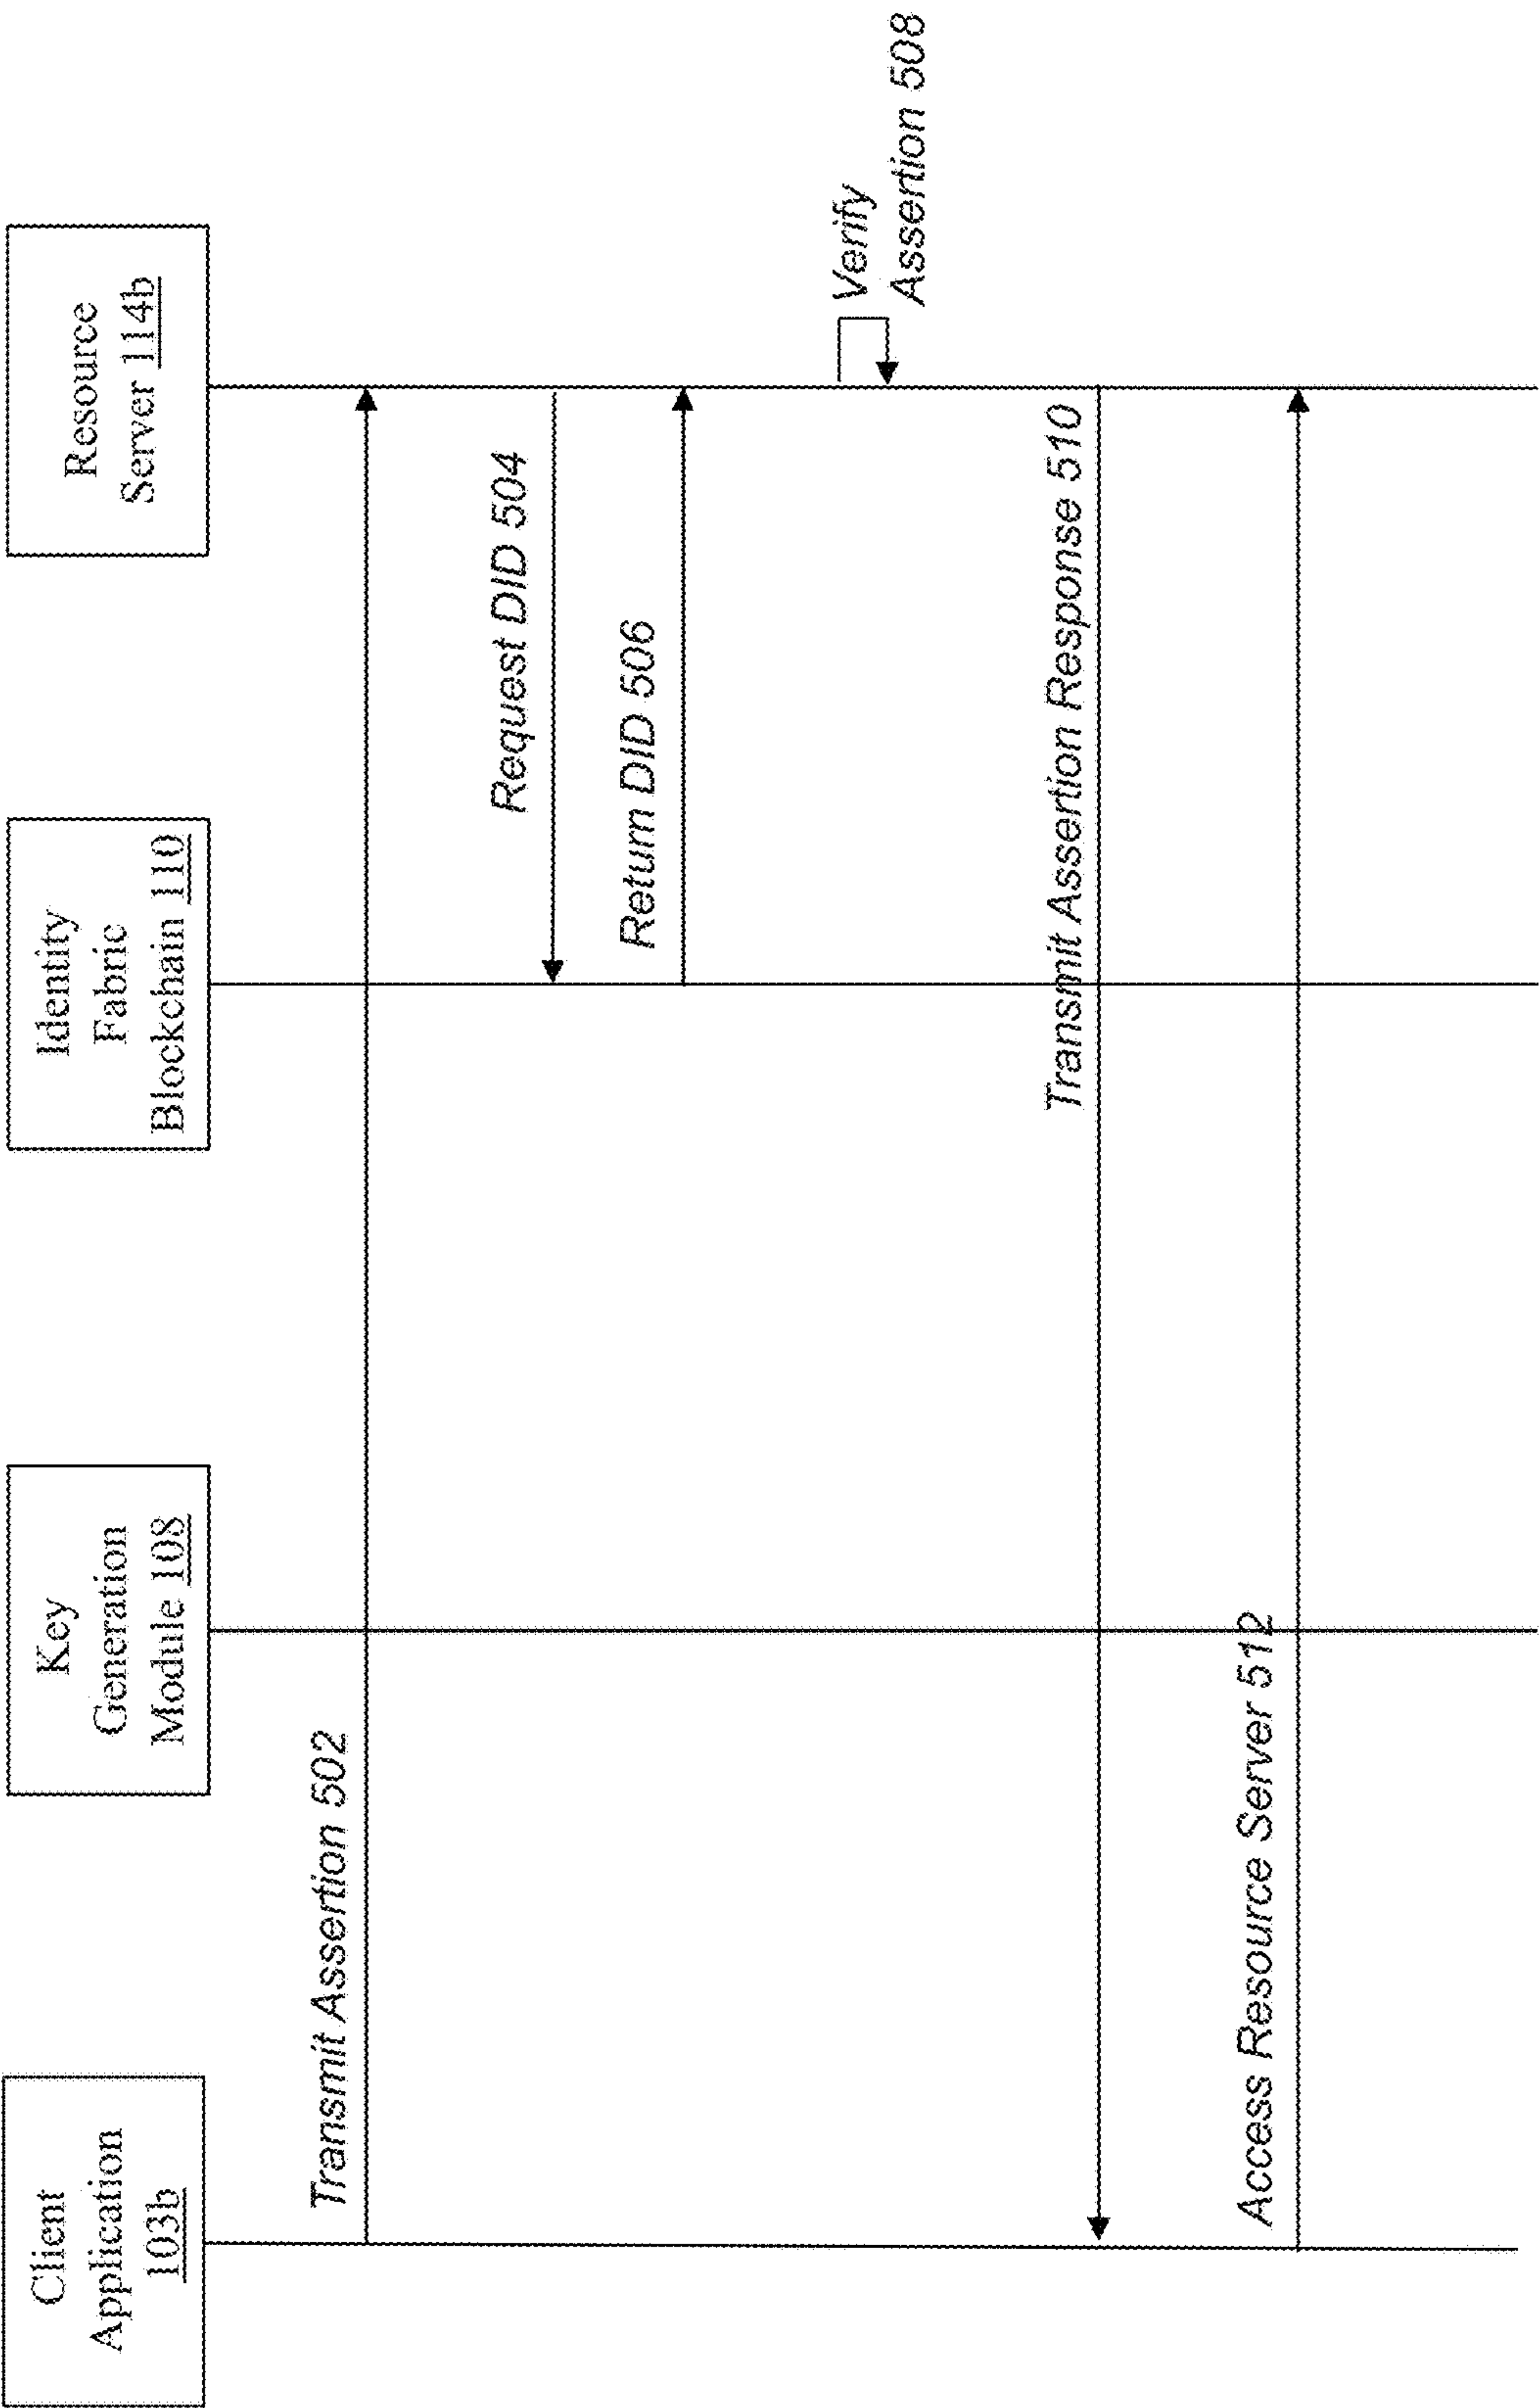 Client
Application
103b
Key
Generation
Module 108
Identity
Fabric
Blockchain 110
Resource
Server 114b
Transmit Assertion 502
Request DID 504
Return DID 506
Verify
Assertion 508
Transmit Assertion Response 510
Access Resource Server 512